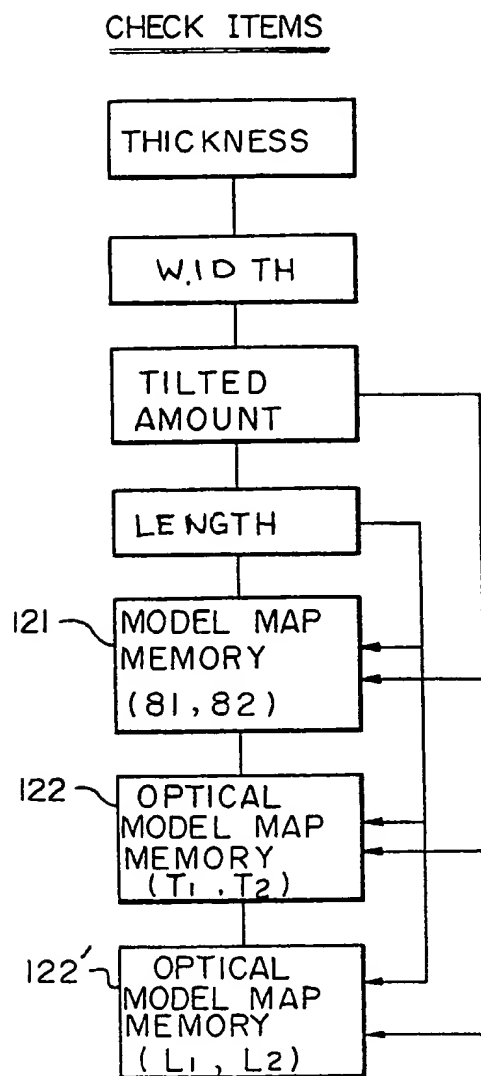 CHECK ITEMS
THICKNESS
W.IDTH
TILTED
AMOUNT
LENGTH
121
MODEL MAP
MEMORY
(81, 82)
122
OPTICAL
MODEL MAP
MEMORY
(T1, T2)
122'
OPTICAL
MODEL MAP
MEMORY
(L1, L2)